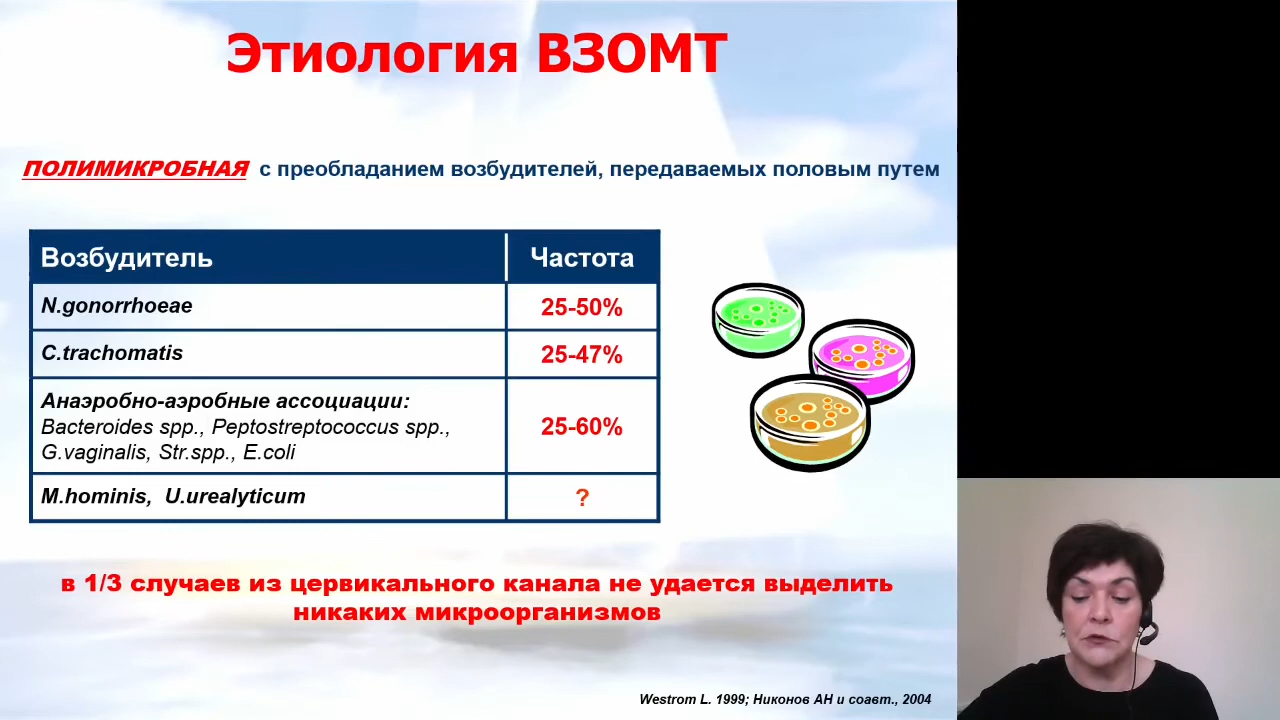 Этиология ВЗОМТ
ПОЛИМИКРОБНАЯ с преобладанием возбудителей, передаваемых половым путем
Возбудитель Частота
N.gonorrhoeae 25-50%
C.trachomatis 25-47%
Анаэробно-аэробные ассоциации:
Bacteroides spp., Peptostreptococcus spp., 25-60%
G.vaginalis, Str.spp., E.coli
M.hominis, U.urealyticum ?
в 1/3 случаев из цервикального канала не удается выделить
никаких микроорганизмов
Westrom L. 1999; Никонов АН и соавт., 2004